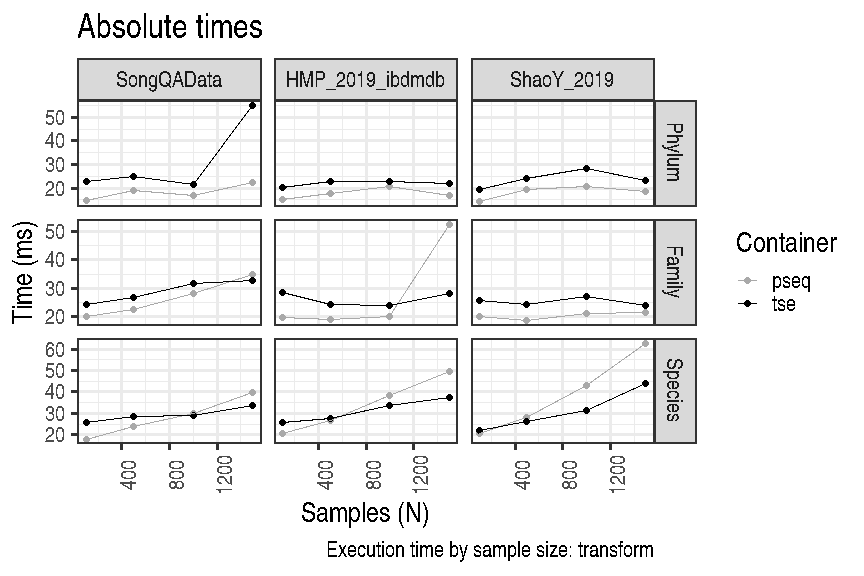 Absolute times
SongQAData
HMP_2019_ibdmdb
ShaoY_2019
50
40
30
20
Phylum
50
40
30
20
Family
60
50
40
30
20
Species
Time (ms)
400
800
1200
400
800
1200
400
800
1200
Samples (N)
Container
pseq
tse
Execution time by sample size: transform